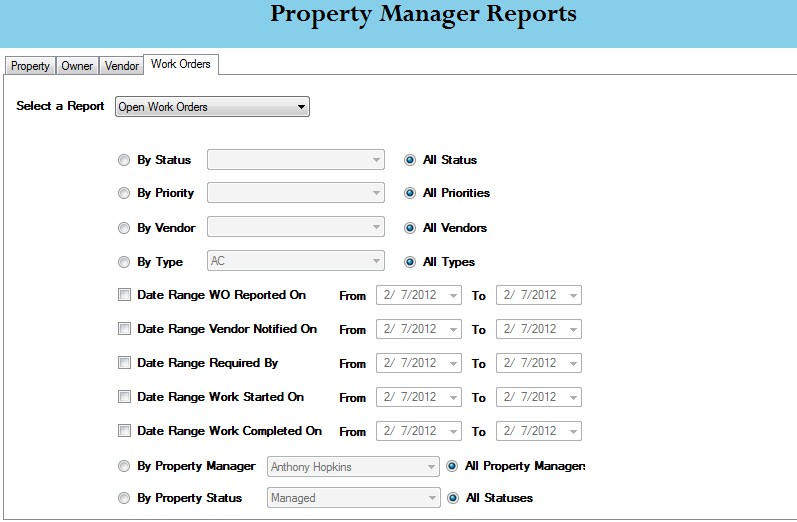 Property Manager Reports
Property Owner Vendor Work Orders
Select a Report Open Work Orders
By Status All Status
By Priority All Priorities
By Vendor All Vendors
By Type AC All Types
Date Range WO Reported On From 2/ 7/2012 To 2/ 7/2012
Date Range Vendor Notified On From 2/ 7/2012 To 2/ 7/2012
Date Range Required By From 2/ 7/2012 To 2/ 7/2012
Date Range Work Started On From 2/ 7/2012 To 2/ 7/2012
Date Range Work Completed On From 2/ 7/2012 To 2/ 7/2012
By Property Manager Anthony Hopkins All Property Managers
By Property Status Managed All Statuses